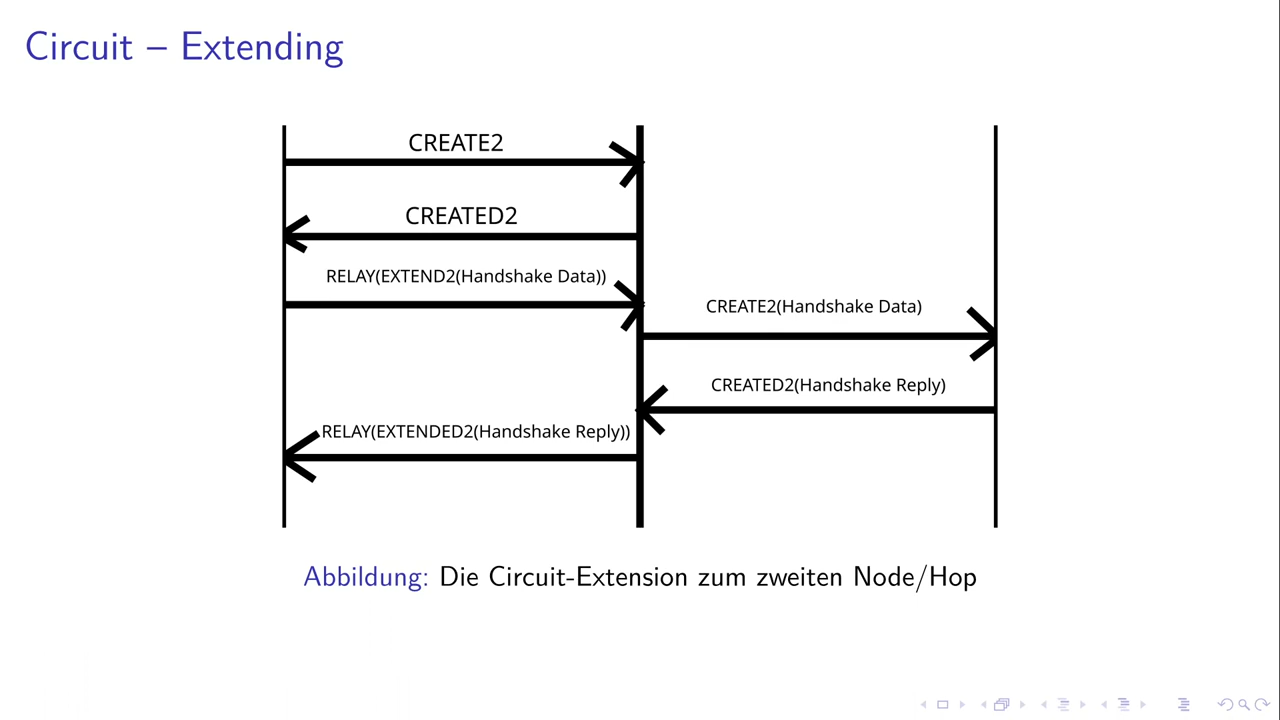 Circuit – Extending
CREATE2
CREATED2
RELAY(EXTEND2(Handshake Data))
CREATE2(Handshake Data)
CREATED2(Handshake Reply)
RELAY(EXTENDED2(Handshake Reply))
Abbildung: Die Circuit-Extension zum zweiten Node/Hop